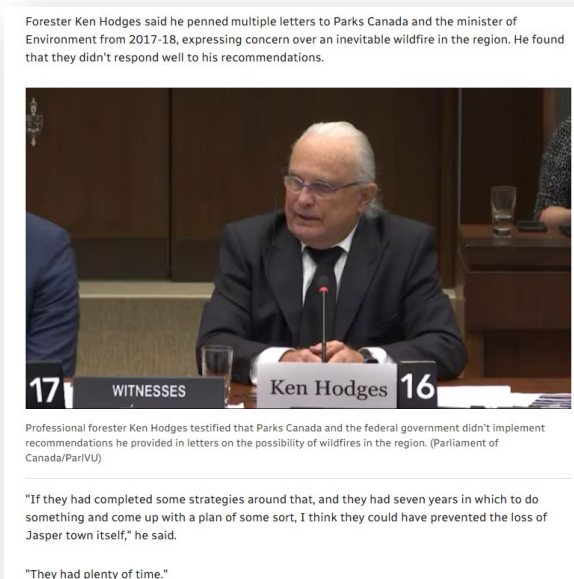 Forester Ken Hodges said he penned multiple letters to Parks Canada and the minister of
Environment from 2017-18, expressing concern over an inevitable wildfire in the region. He found
that they didn't respond well to his recommendations.
17
WITNESSES
Ken Hodges
16
Professional forester Ken Hodges testified that Parks Canada and the federal government didn't implement
recommendations he provided in letters on the possibility of wildfires in the region. (Parliament of
Canada/ParlVU)
"If they had completed some strategies around that, and they had seven years in which to do
something and come up with a plan of some sort, I think they could have prevented the loss of
Jasper town itself," he said.
"They had plenty of time."